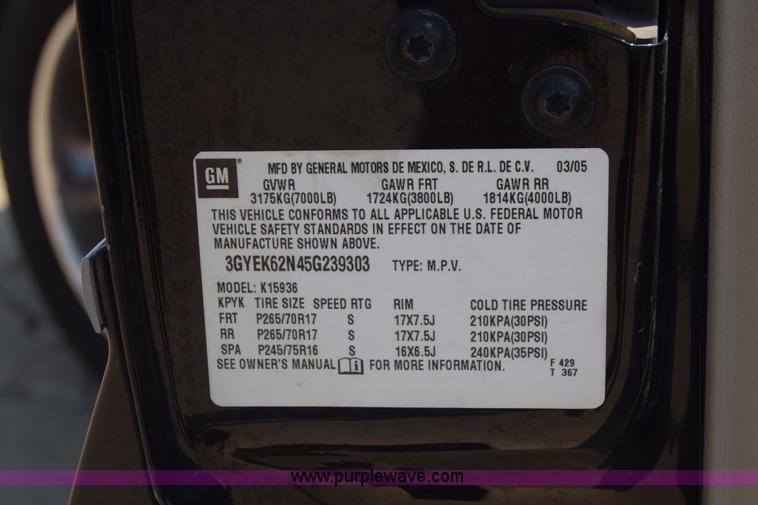 GM ® MFD BY GENERAL MOTORS DE MEXICO, S. DE R.L. DE C.V. 03/05
GVWR GAWR FRT GAWR RR
3175KG(7000LB) 1724KG(3800LB) 1814KG(4000LB)
THIS VEHICLE CONFORMS TO ALL APPLICABLE U.S. FEDERAL MOTOR
VEHICLE SAFETY STANDARDS IN EFFECT ON THE DATE OF
MANUFACTURE SHOWN ABOVE.
3GYEK62N45G239303 TYPE: M.P.V.
MODEL: K15936
KPYK TIRE SIZE SPEED RTG RIM COLD TIRE PRESSURE
FRT P265/70R17 S 17X7.5J 210KPA(30PSI)
RR P265/70R17 S 17X7.5J 210KPA(30PSI)
SPA P245/75R16 S 16X6.5J 240KPA(35PSI)
SEE OWNER'S MANUAL FOR MORE INFORMATION. F 429
T 367
www.purplewave.com